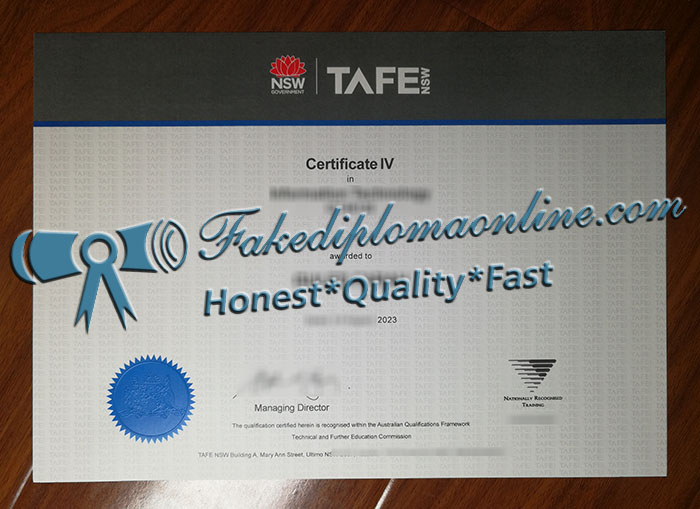 NSW
GOVERNMENT
TAFE NSW
Certificate IV
in
Information Technology
Fakediplomaonline.com
awarded to
Honest*Quality*Fast
2023
Managing Director
NATIONALLY RECOGNISED
TRAINING
The qualification certified herein is recognised within the Australian Qualifications Framework
Technical and Further Education Commission
TAFE NSW Building A, Mary Ann Street, Ultimo